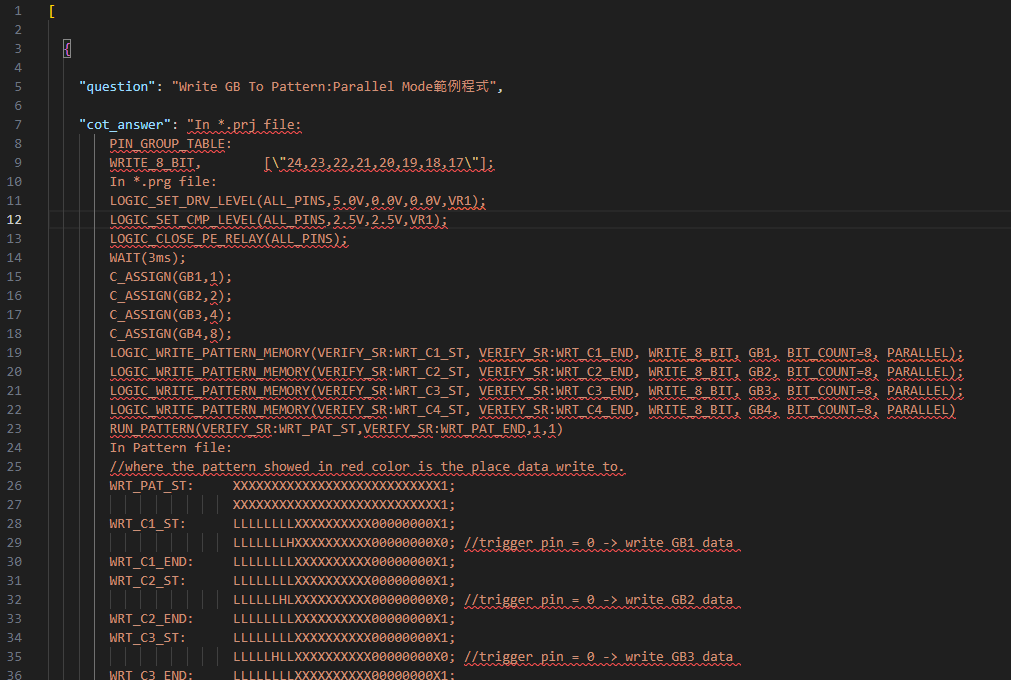 1 [
2
3 {
4
5 "question": "Write GB To Pattern:Parallel Mode範例程式",
6
7 "cot_answer": "In *.prj file:
8 PIN_GROUP_TABLE:
9 WRITE_8_BIT, [\"24,23,22,21,20,19,18,17\"];
10 In *.prg file:
11 LOGIC_SET_DRV_LEVEL(ALL_PINS,5.0V,0.0V,0.0V,VR1);
12 LOGIC_SET_CMP_LEVEL(ALL_PINS,2.5V,2.5V,VR1);
13 LOGIC_CLOSE_PE_RELAY(ALL_PINS);
14 WAIT(3ms);
15 C_ASSIGN(GB1,1);
16 C_ASSIGN(GB2,2);
17 C_ASSIGN(GB3,4);
18 C_ASSIGN(GB4,8);
19 LOGIC_WRITE_PATTERN_MEMORY(VERIFY_SR:WRT_C1_ST, VERIFY_SR:WRT_C1_END, WRITE_8_BIT, GB1, BIT_COUNT=8, PARALLEL);
20 LOGIC_WRITE_PATTERN_MEMORY(VERIFY_SR:WRT_C2_ST, VERIFY_SR:WRT_C2_END, WRITE_8_BIT, GB2, BIT_COUNT=8, PARALLEL);
21 LOGIC_WRITE_PATTERN_MEMORY(VERIFY_SR:WRT_C3_ST, VERIFY_SR:WRT_C3_END, WRITE_8_BIT, GB3, BIT_COUNT=8, PARALLEL);
22 LOGIC_WRITE_PATTERN_MEMORY(VERIFY_SR:WRT_C4_ST, VERIFY_SR:WRT_C4_END, WRITE_8_BIT, GB4, BIT_COUNT=8, PARALLEL)
23 RUN_PATTERN(VERIFY_SR:WRT_PAT_ST,VERIFY_SR:WRT_PAT_END,1,1)
24 In Pattern file:
25 //where the pattern showed in red color is the place data write to.
26 WRT_PAT_ST: XXXXXXXXXXXXXXXXXXXXXXXXXXX1;
27 XXXXXXXXXXXXXXXXXXXXXXXXXXX1;
28 WRT_C1_ST: LLLLLLLLXXXXXXXXXX00000000X1;
29 LLLLLLLHXXXXXXXXXX00000000X0; //trigger pin = 0 -> write GB1 data
30 WRT_C1_END: LLLLLLLLXXXXXXXXXX00000000X1;
31 WRT_C2_ST: LLLLLLLLXXXXXXXXXX00000000X1;
32 LLLLLLHLXXXXXXXXXX00000000X0; //trigger pin = 0 -> write GB2 data
33 WRT_C2_END: LLLLLLLLXXXXXXXXXX00000000X1;
34 WRT_C3_ST: LLLLLLLLXXXXXXXXXX00000000X1;
35 LLLLLHLLXXXXXXXXXX00000000X0; //trigger pin = 0 -> write GB3 data
36 WRT_C3_END: LLLLLLLLXXXXXXXXXX00000000X1;